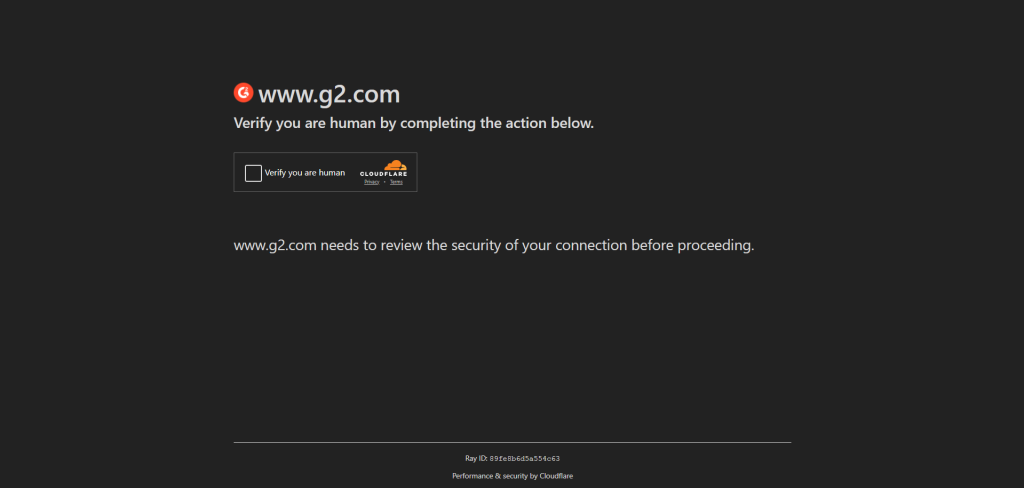 www.g2.com
Verify you are human by completing the action below.
Verify you are human
CLOUDFLARE
Privacy • Terms
www.g2.com needs to review the security of your connection before proceeding.
Ray ID: 89fe8b6d5a554c63
Performance & security by Cloudflare